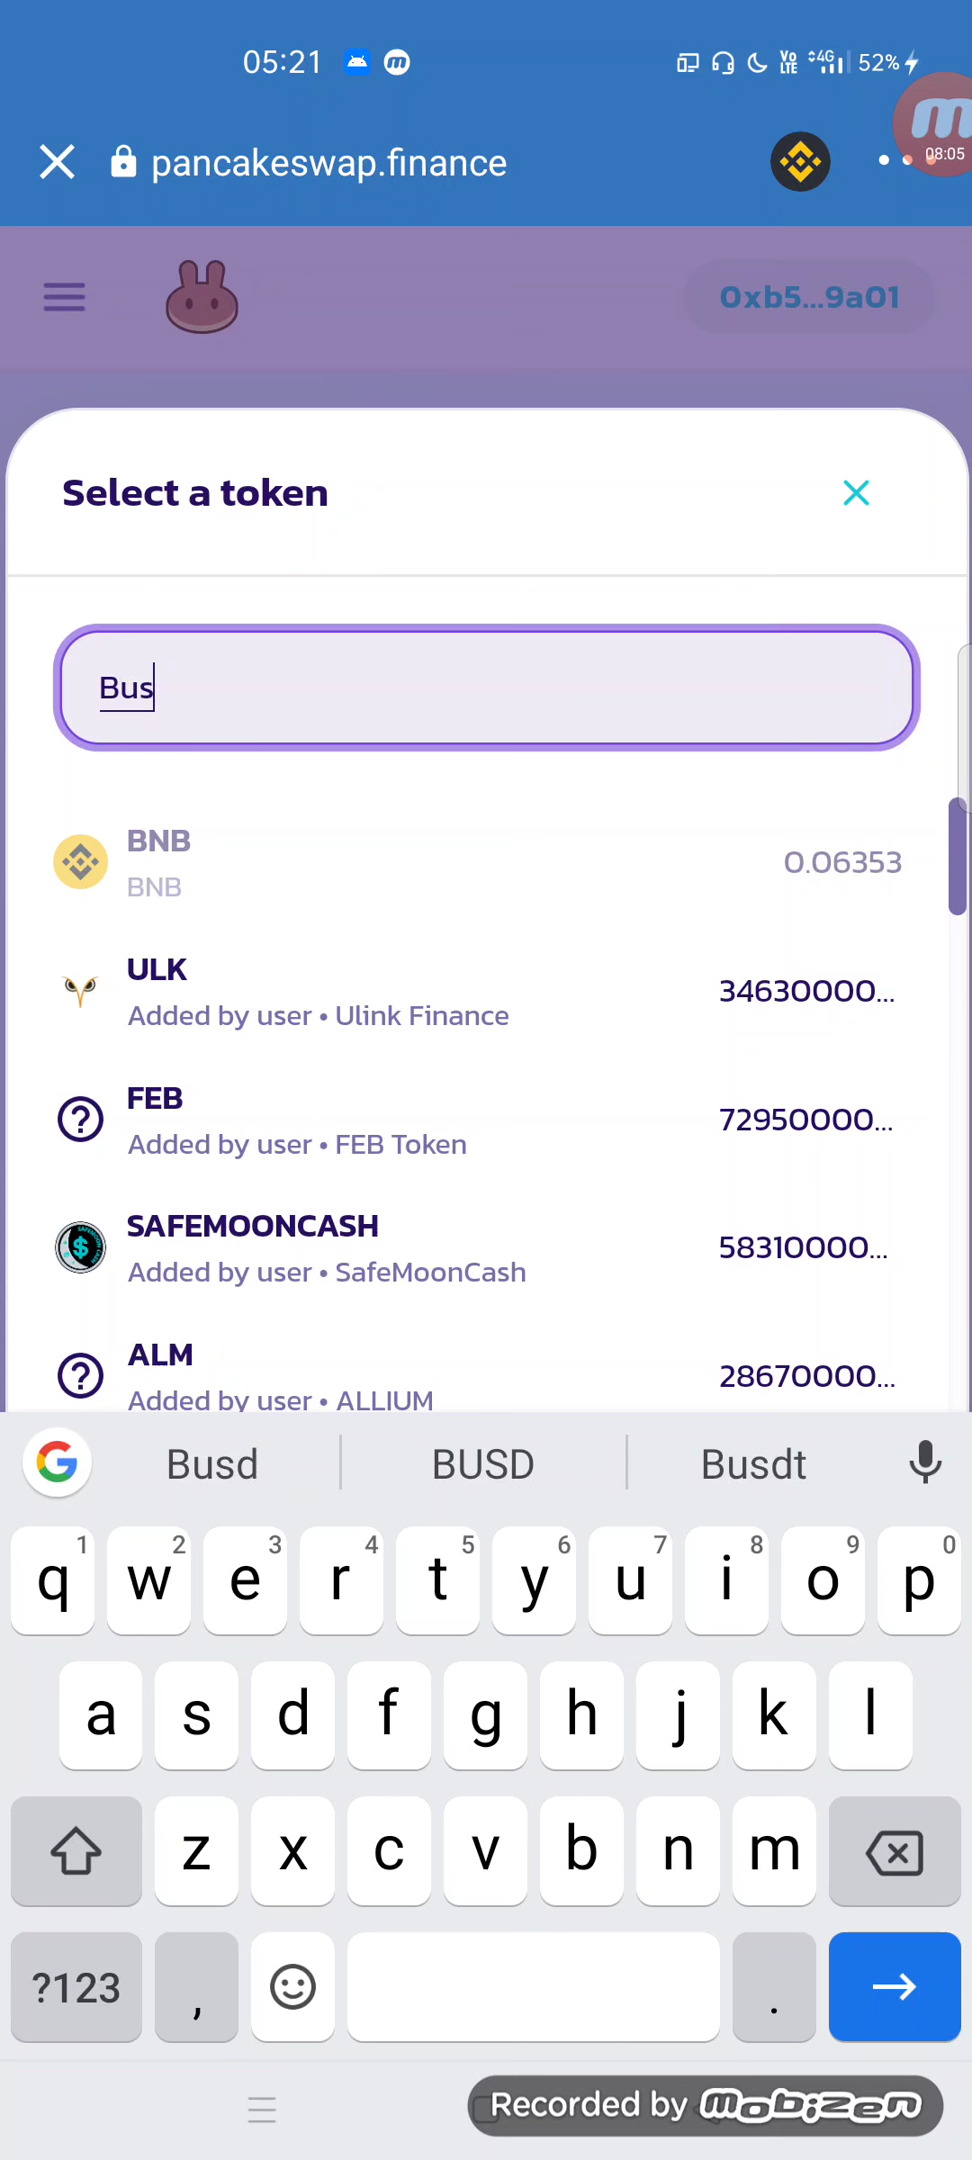 05:21 m Vo LTE 4G 52%
pancakeswap.finance
m
08:05
0xb5...9a01
Select a token
Bus
BNB
BNB
0.06353
ULK
Added by user • Ulink Finance
34630000...
FEB
Added by user • FEB Token
72950000...
SAFEMOONCASH
Added by user • SafeMoonCash
58310000...
ALM
Added by user • ALLIUM
28670000...
G Busd BUSD Busdt
1 2 3 4 5 6 7 8 9 0
q w e r t y u i o p
a s d f g h j k l
z x c v b n m
?123 , .
Recorded by mobizen